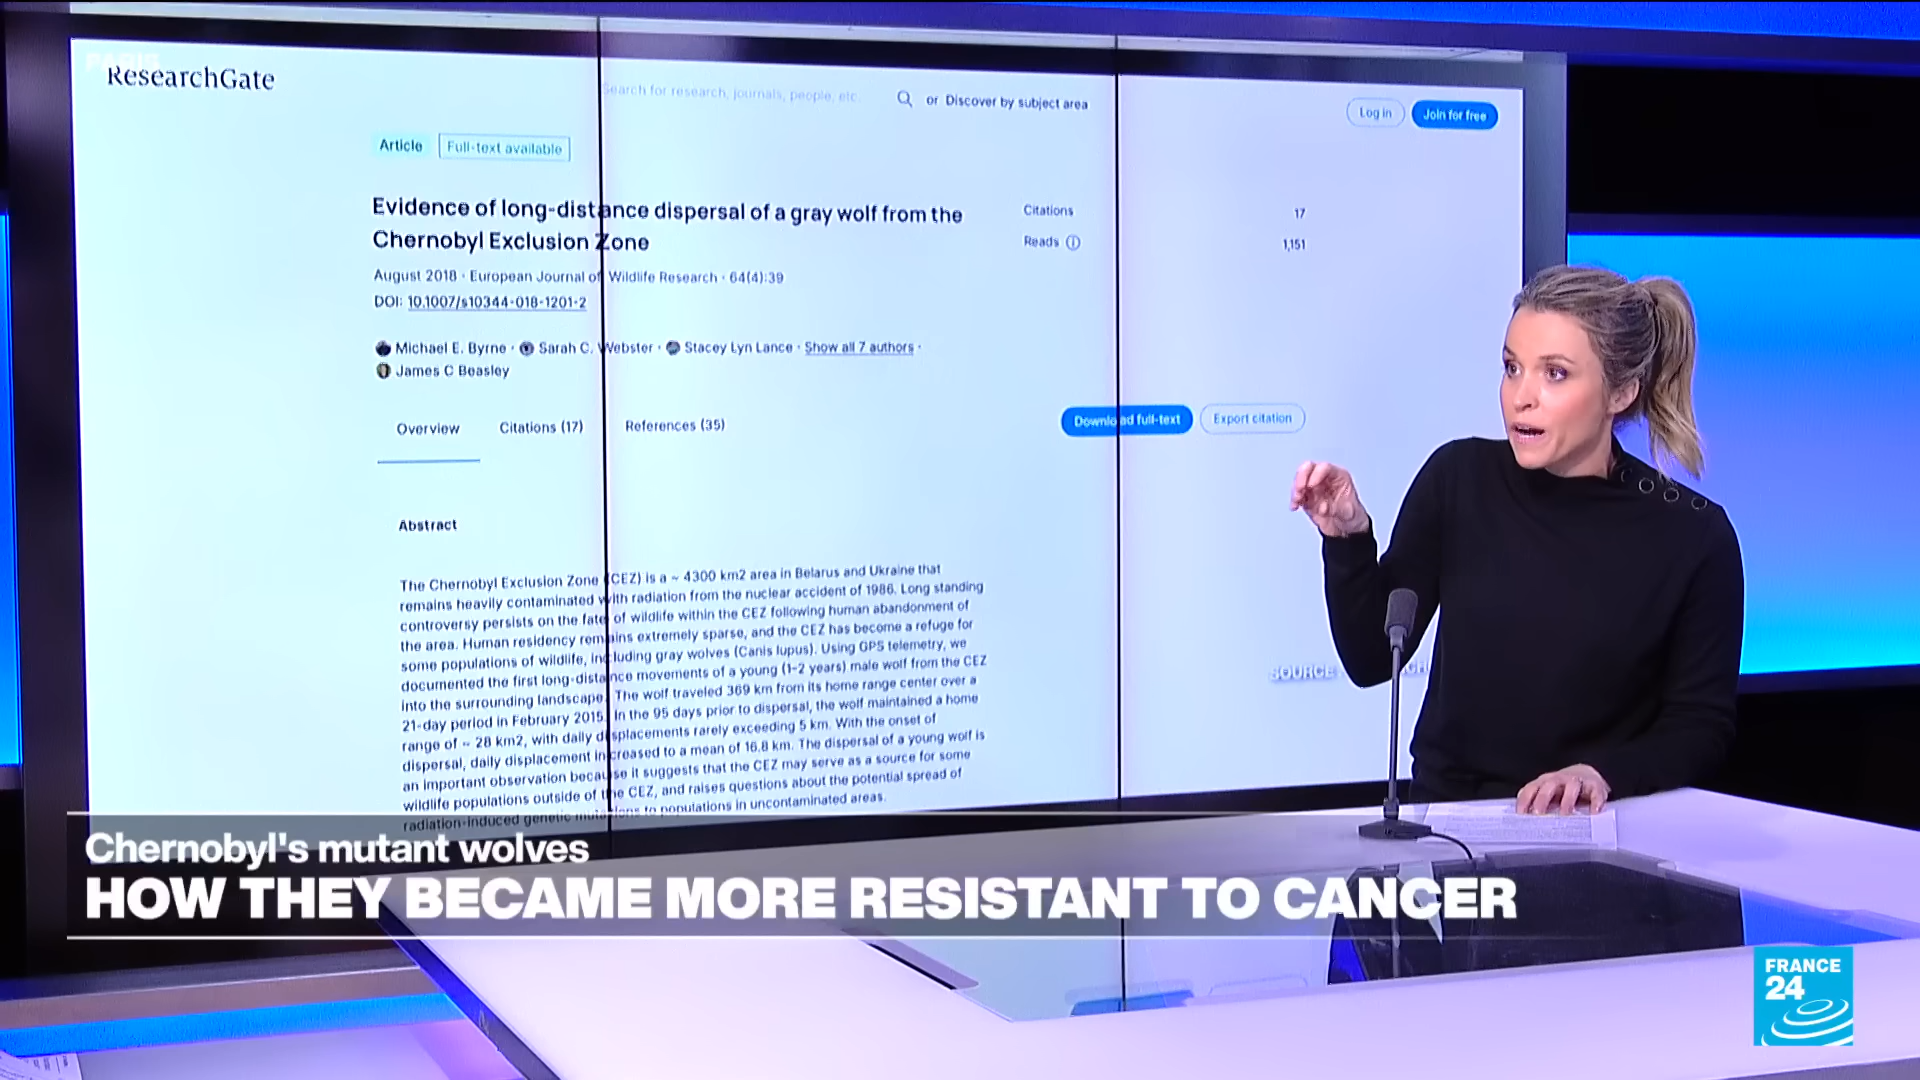 PARIS
ResearchGate
Search for research, journals, people, etc.
or Discover by subject area
Log in
Join for free
Article
Full-text available
Evidence of long-distance dispersal of a gray wolf from the
Chernobyl Exclusion Zone
Citations 17
Reads 1,151
August 2018 · European Journal of Wildlife Research · 64(4):39
DOI: 10.1007/s10344-018-1201-2
Michael E. Byrne · Sarah C. Webster · Stacey Lyn Lance · Show all 7 authors ·
James C Beasley
Overview
Citations (17)
References (35)
Download full-text
Export citation
Abstract
The Chernobyl Exclusion Zone (CEZ) is a ~ 4300 km2 area in Belarus and Ukraine that
remains heavily contaminated with radiation from the nuclear accident of 1986. Long standing
controversy persists on the fate of wildlife within the CEZ following human abandonment of
the area. Human residency remains extremely sparse, and the CEZ has become a refuge for
some populations of wildlife, including gray wolves (Canis lupus). Using GPS telemetry, we
documented the first long-distance movements of a young (1-2 years) male wolf from the CEZ
into the surrounding landscape. The wolf traveled 369 km from its home range center over a
21-day period in February 2015. In the 95 days prior to dispersal, the wolf maintained a home
range of ~ 28 km2, with daily displacements rarely exceeding 5 km. With the onset of
dispersal, daily displacement increased to a mean of 16.8 km. The dispersal of a young wolf is
an important observation because it suggests that the CEZ may serve as a source for some
wildlife populations outside of the CEZ, and raises questions about the potential spread of
radiation-induced genetic mutations to populations in uncontaminated areas.
SOURCE
Chernobyl's mutant wolves
HOW THEY BECAME MORE RESISTANT TO CANCER
FRANCE
24